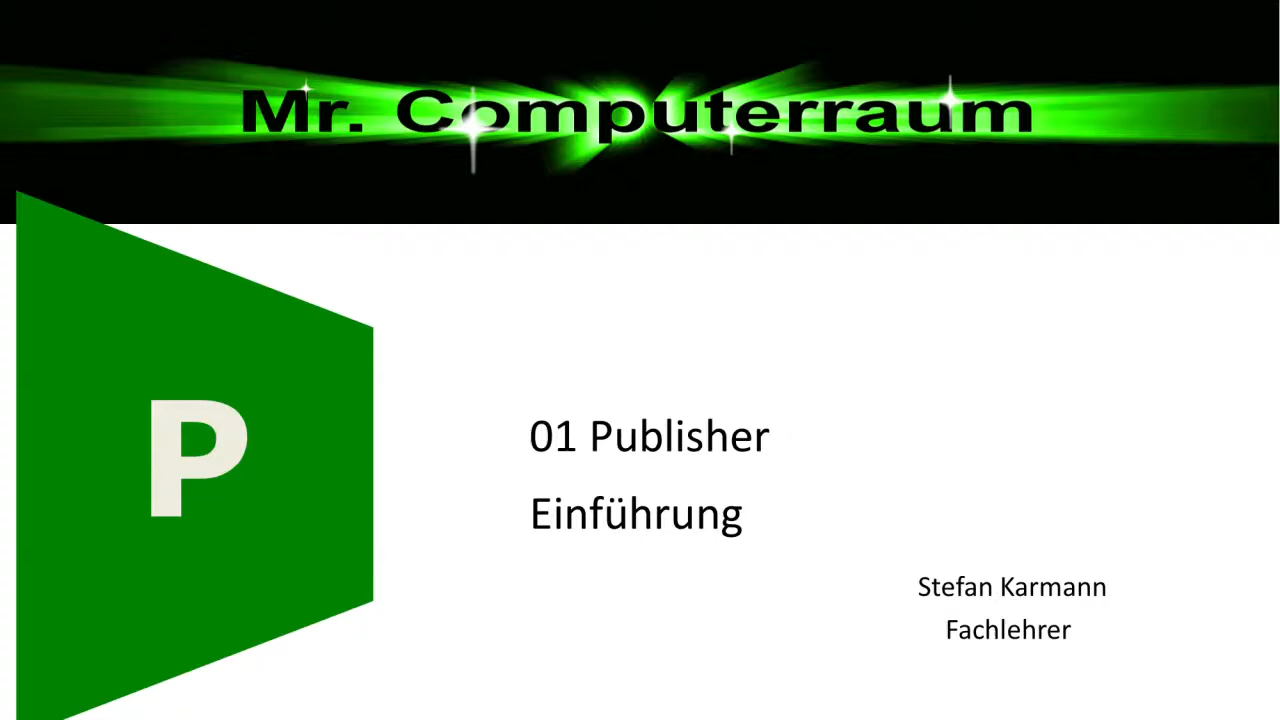 Mr. Computerraum
P
01 Publisher
Einführung
Stefan Karmann
Fachlehrer